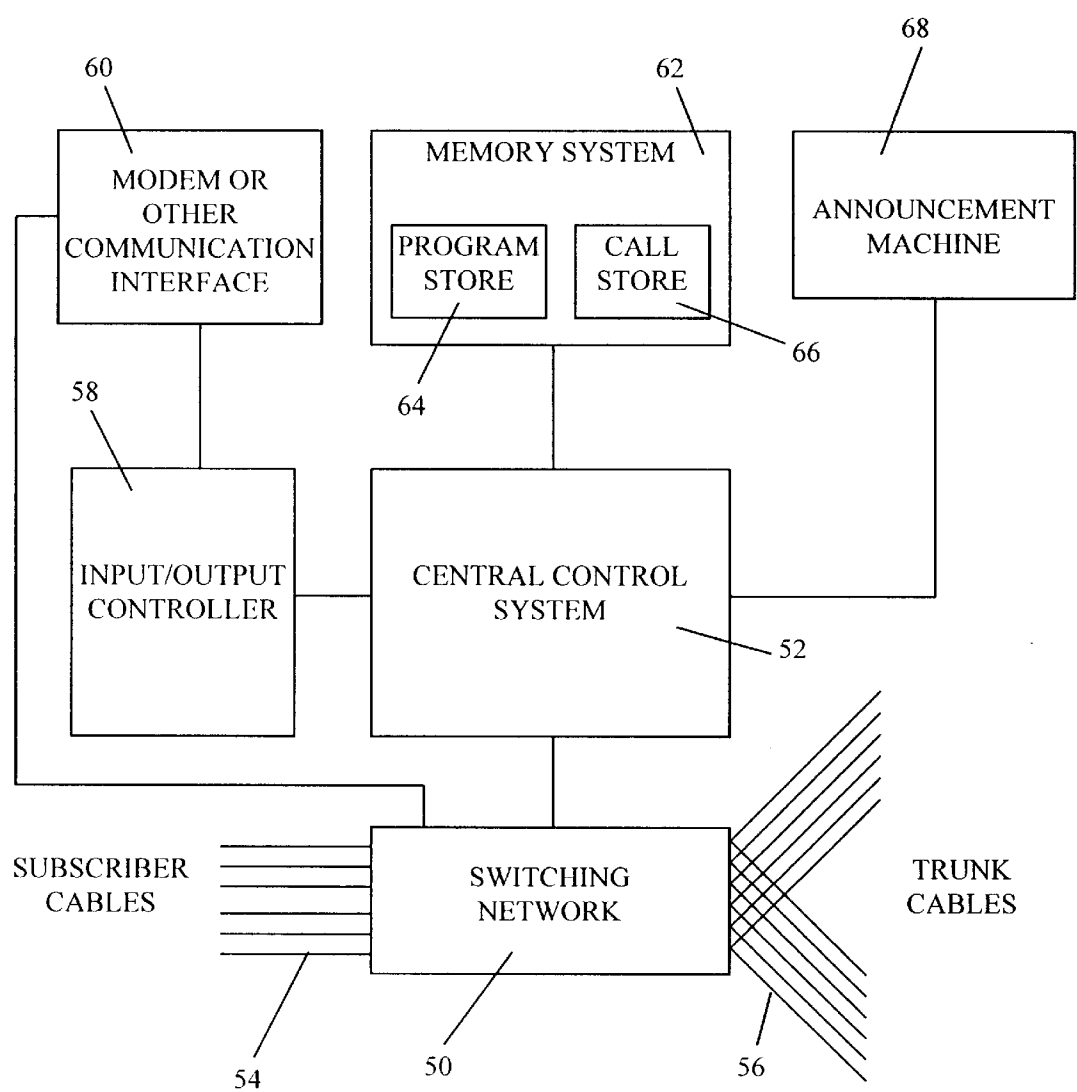 68
60
62
MODEM OR
OTHER
COMMUNICATION
INTERFACE
MEMORY SYSTEM
PROGRAM
STORE
CALL
STORE
ANNOUNCEMENT
MACHINE
64
66
58
INPUT/OUTPUT
CONTROLLER
CENTRAL CONTROL
SYSTEM
52
SUBSCRIBER
CABLES
SWITCHING
NETWORK
TRUNK
CABLES
54
50
56